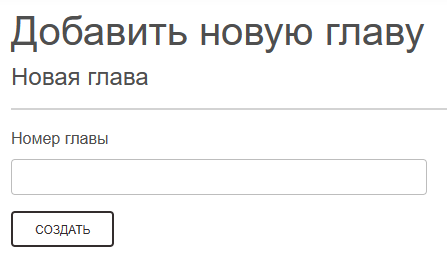 Добавить новую главу
Новая глава
Номер главы
СОЗДАТЬ